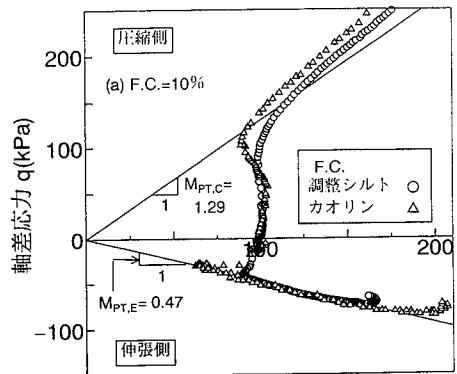 200
圧縮側
(a) F.C.=10%
軸差応力 q(kPa)
100
M_PT,C=
1.29
1
F.C.
調整シルト ○
カオリン △
0
100
200
1
M_PT,E = 0.47
-100
伸張側